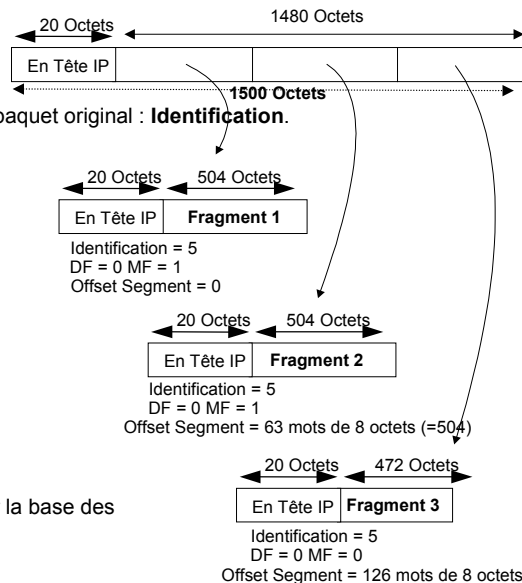 20 Octets
1480 Octets
En Tête IP
1500 Octets
paquet original : Identification.
20 Octets 504 Octets
En Tête IP Fragment 1
Identification = 5
DF = 0 MF = 1
Offset Segment = 0
20 Octets 504 Octets
En Tête IP Fragment 2
Identification = 5
DF = 0 MF = 1
Offset Segment = 63 mots de 8 octets (=504)
20 Octets 472 Octets
la base des
En Tête IP Fragment 3
Identification = 5
DF = 0 MF = 0
Offset Segment = 126 mots de 8 octets